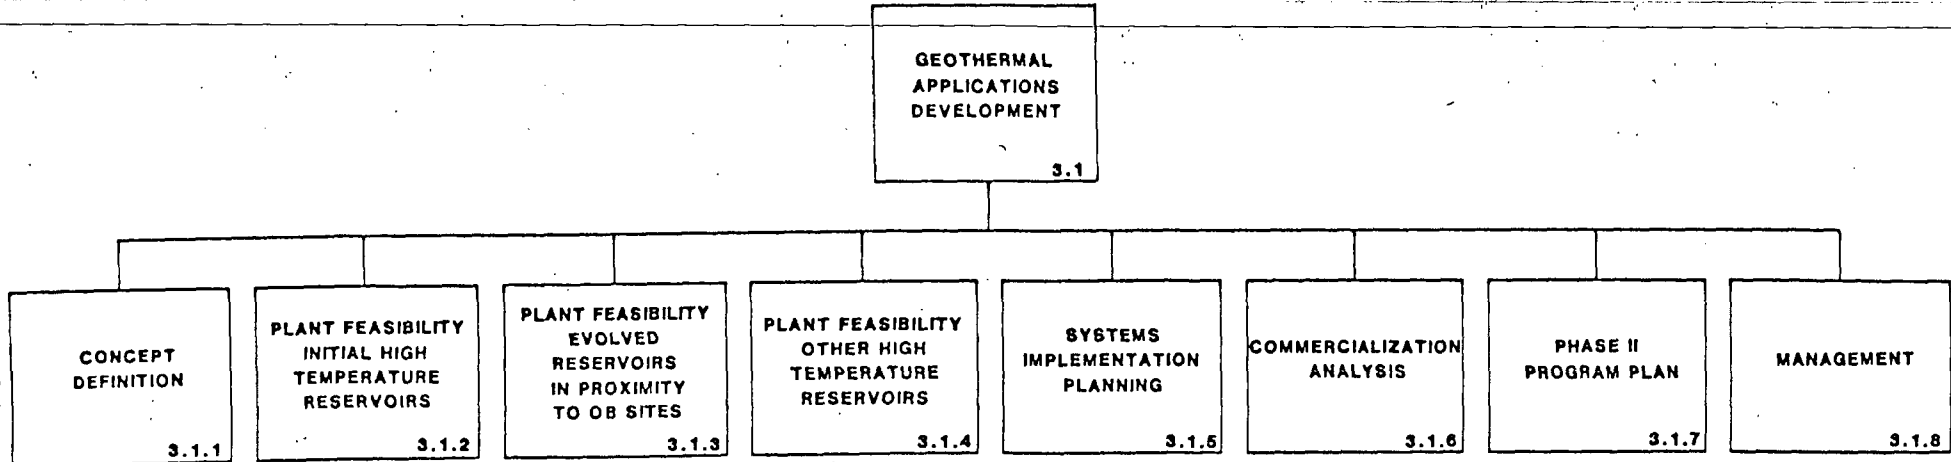 GEOTHERMAL
APPLICATIONS
DEVELOPMENT
3.1
CONCEPT
DEFINITION
3.1.1
PLANT FEASIBILITY
INITIAL HIGH
TEMPERATURE
RESERVOIRS
3.1.2
PLANT FEASIBILITY
EVOLVED
RESERVOIRS
IN PROXIMITY
TO OB SITES
3.1.3
PLANT FEASIBILITY
OTHER HIGH
TEMPERATURE
RESERVOIRS
3.1.4
SYSTEMS
IMPLEMENTATION
PLANNING
3.1.5
COMMERCIALIZATION
ANALYSIS
3.1.6
PHASE II
PROGRAM PLAN
3.1.7
MANAGEMENT
3.1.8